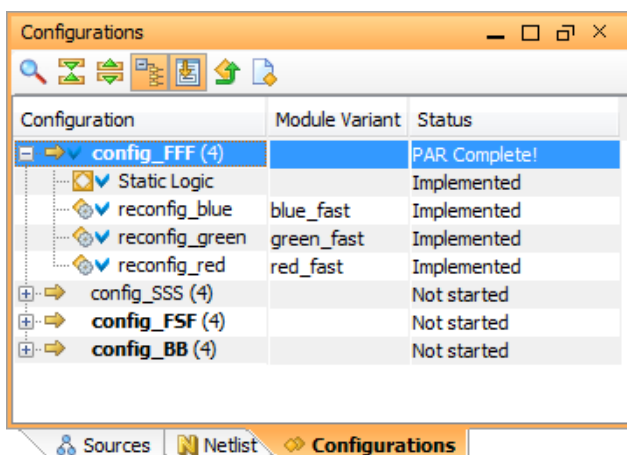 Configurations
Configuration Module Variant Status
config_FFF (4) PAR Complete!
Static Logic Implemented
reconfig_blue blue_fast Implemented
reconfig_green green_fast Implemented
reconfig_red red_fast Implemented
config_SSS (4) Not started
config_FSF (4) Not started
config_BB (4) Not started
Sources Netlist Configurations